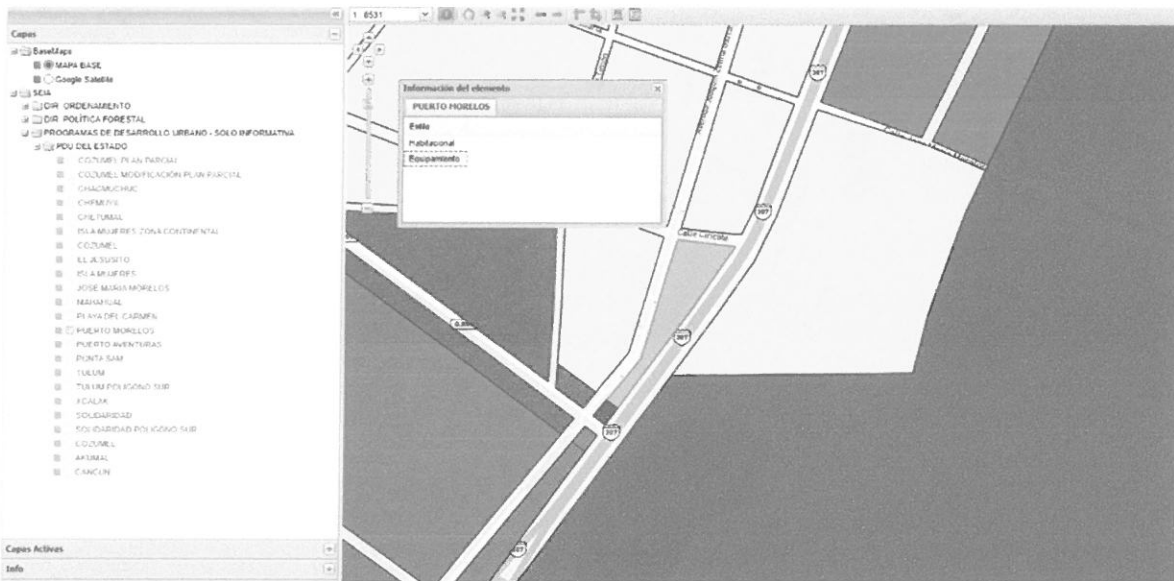 1 : 8531
Capas
BaseMaps
MAPA BASE
Google Satellite
SEIA
DIR. ORDENAMIENTO
DIR. POLÍTICA FORESTAL
PROGRAMAS DE DESARROLLO URBANO - SOLO INFORMATIVA
PDU DEL ESTADO
COZUMEL PLAN PARCIAL
COZUMEL MODIFICACIÓN PLAN PARCIAL
CHACMUCHUC
CHEMUYIL
CHETUMAL
ISLA MUJERES ZONA CONTINENTAL
COZUMEL
EL JESUSITO
ISLA MUJERES
JOSE MARIA MORELOS
MAHAHUAL
PLAYA DEL CARMEN
PUERTO MORELOS
PUERTO AVENTURAS
PUNTA SAM
TULUM
TULUM POLIGONO SUR
XCALAK
SOLIDARIDAD
SOLIDARIDAD POLIGONO SUR
COZUMEL
AKUMAL
CANCUN
Capas Activas
Info
Información del elemento
PUERTO MORELOS
Estilo
Habitacional
Equipamiento
307
307
307
307
307